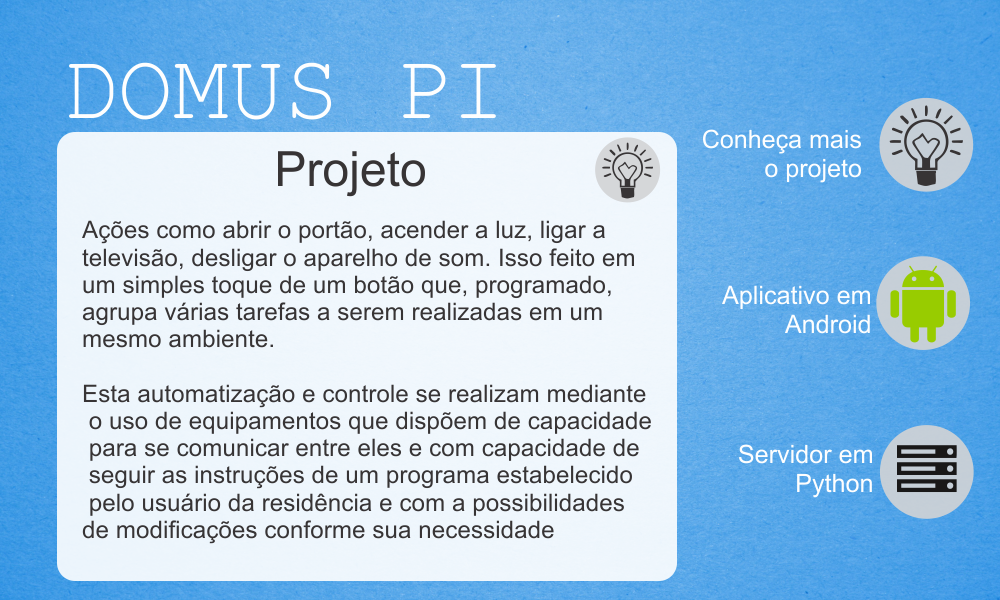 DOMUS PI
Projeto
Ações como abrir o portão, acender a luz, ligar a
televisão, desligar o aparelho de som. Isso feito em
um simples toque de um botão que, programado,
agrupa várias tarefas a serem realizadas em um
mesmo ambiente.
Esta automatização e controle se realizam mediante
o uso de equipamentos que dispõem de capacidade
para se comunicar entre eles e com capacidade de
seguir as instruções de um programa estabelecido
pelo usuário da residência e com a possibilidades
de modificações conforme sua necessidade
Conheça mais
o projeto
Aplicativo em
Android
Servidor em
Python